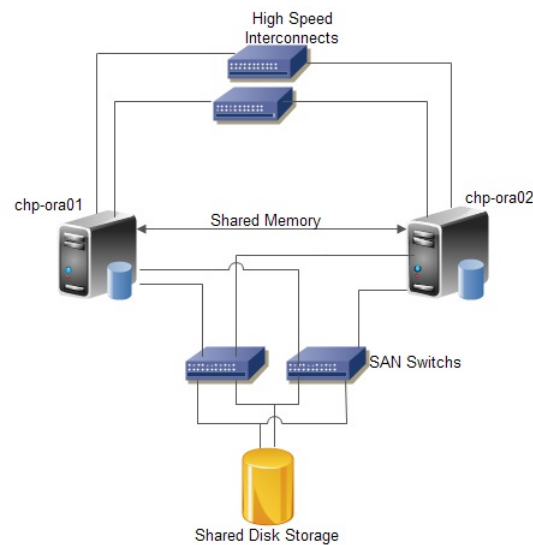 High Speed
Interconnects
chp-ora01
chp-ora02
Shared Memory
SAN Switchs
Shared Disk Storage